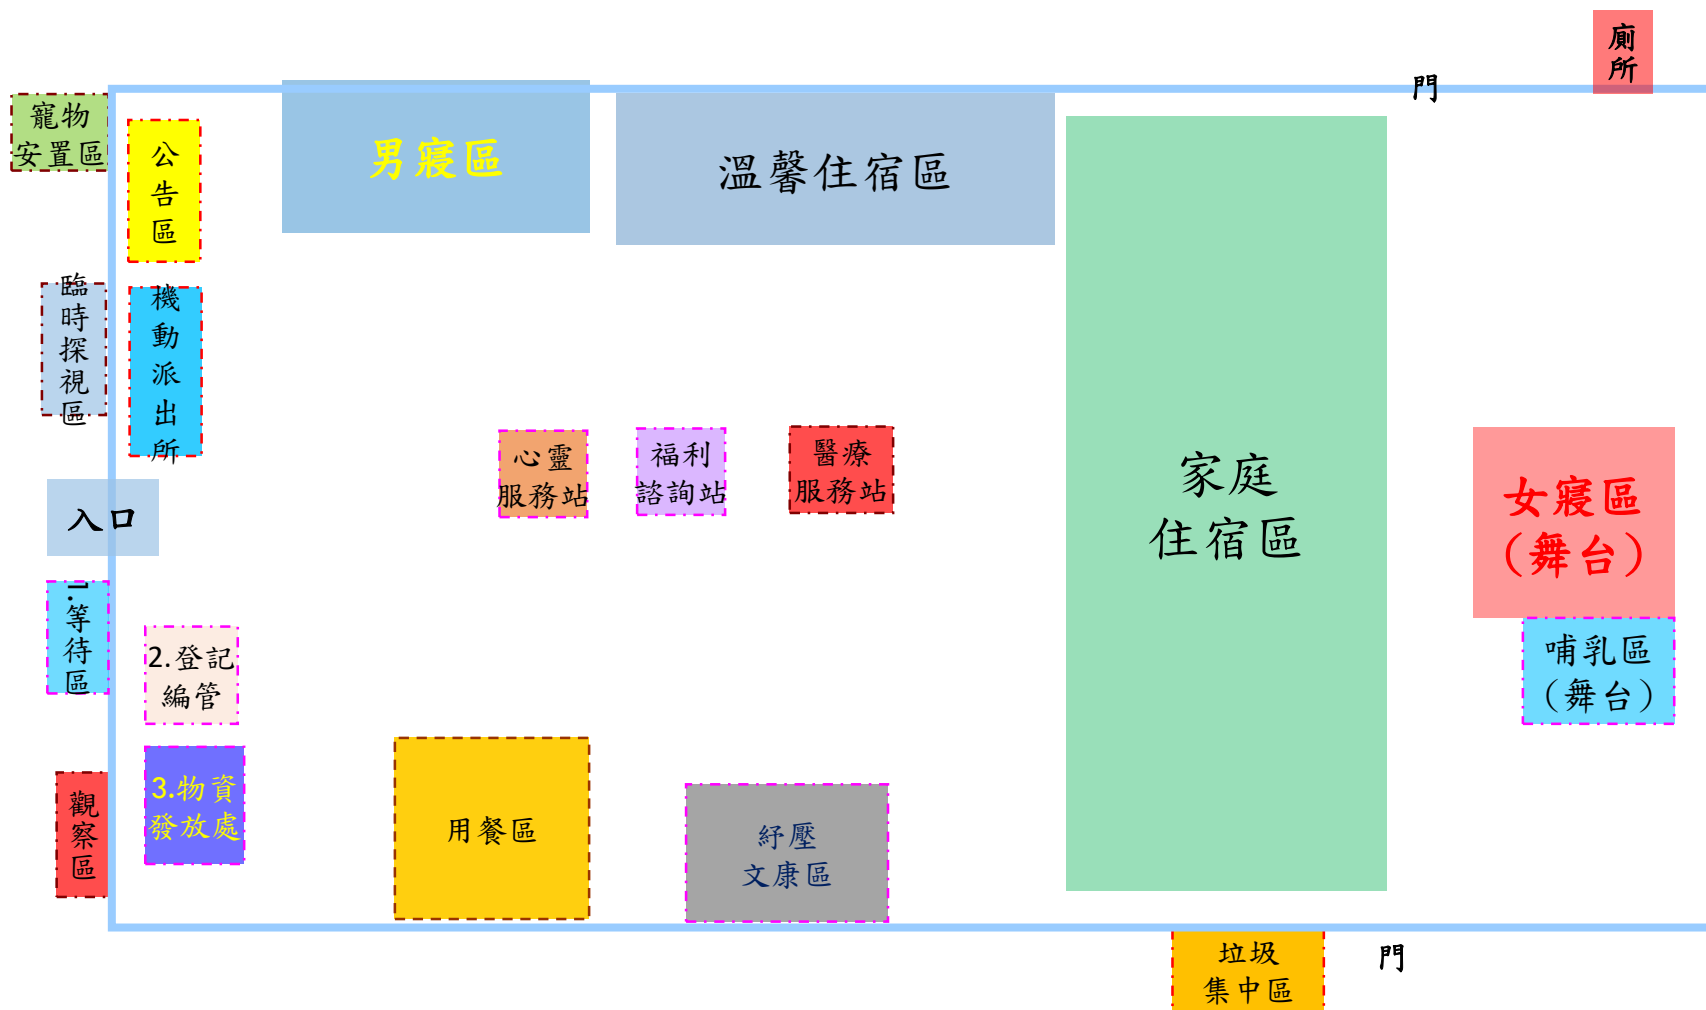 廁
所
門
寵物
安置區
公
告
區
男寢區
溫馨住宿區
臨
時
探
視
區
機
動
派
出
所
心靈
服務站
福利
諮詢站
醫療
服務站
家庭
住宿區
女寢區
（舞台）
入口
1.
等
待
區
2.登記
編管
哺乳區
（舞台）
3.物資
發放處
觀
察
區
用餐區
紓壓
文康區
垃圾
集中區
門